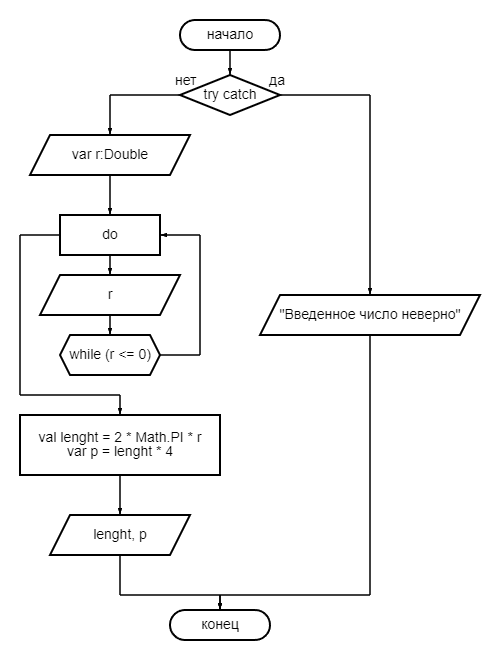 начало
нет
да
try catch
var r:Double
do
r
while (r <= 0)
"Введенное число неверно"
val lenght = 2 * Math.PI * r
var p = lenght * 4
lenght, p
конец